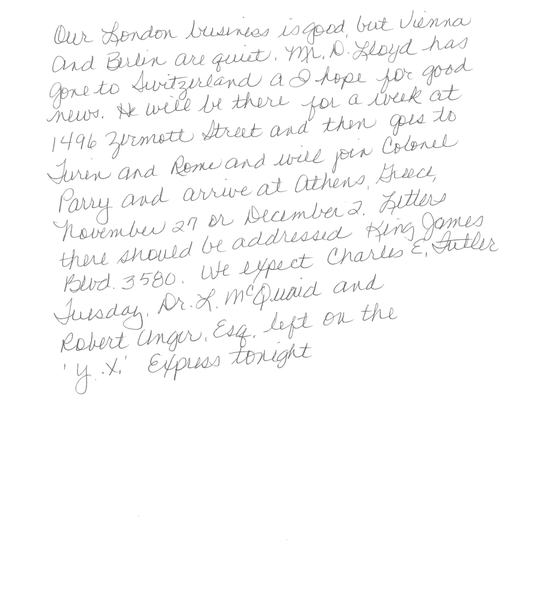 Our London business is good, but Vienna
and Berlin are quiet. Mr. D. Lloyd has
gone to Switzerland a I hope for good
news. He will be there for a week at
1496 Zermott Street and then goes to
Turin and Rome and will join Colonel
Parry and arrive at Athens, Greece,
November 27 or December 2. Letters
there should be addressed King James
Blvd. 3580. We expect Charles E. Fuller
Tuesday. Dr. L. McQuaid and
Robert Unger, Esq. left on the
'Y.X.' Express tonight